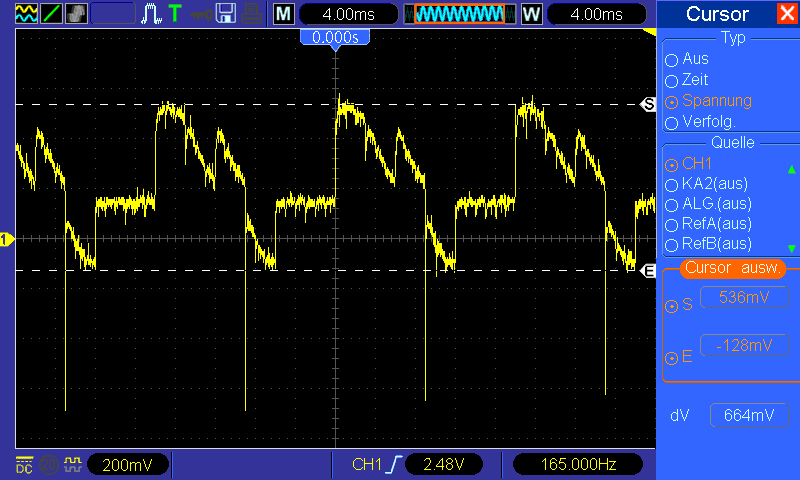 T M 4.00ms W 4.00ms
0.000s
Cursor
Typ
Aus
Zeit
Spannung
Verfolg.
Quelle
CH1
KA2(aus)
ALG.(aus)
RefA(aus)
RefB(aus)
Cursor ausw.
S 536mV
E -128mV
dV 664mV
S
1
E
DC 200mV CH1 2.48V 165.000Hz